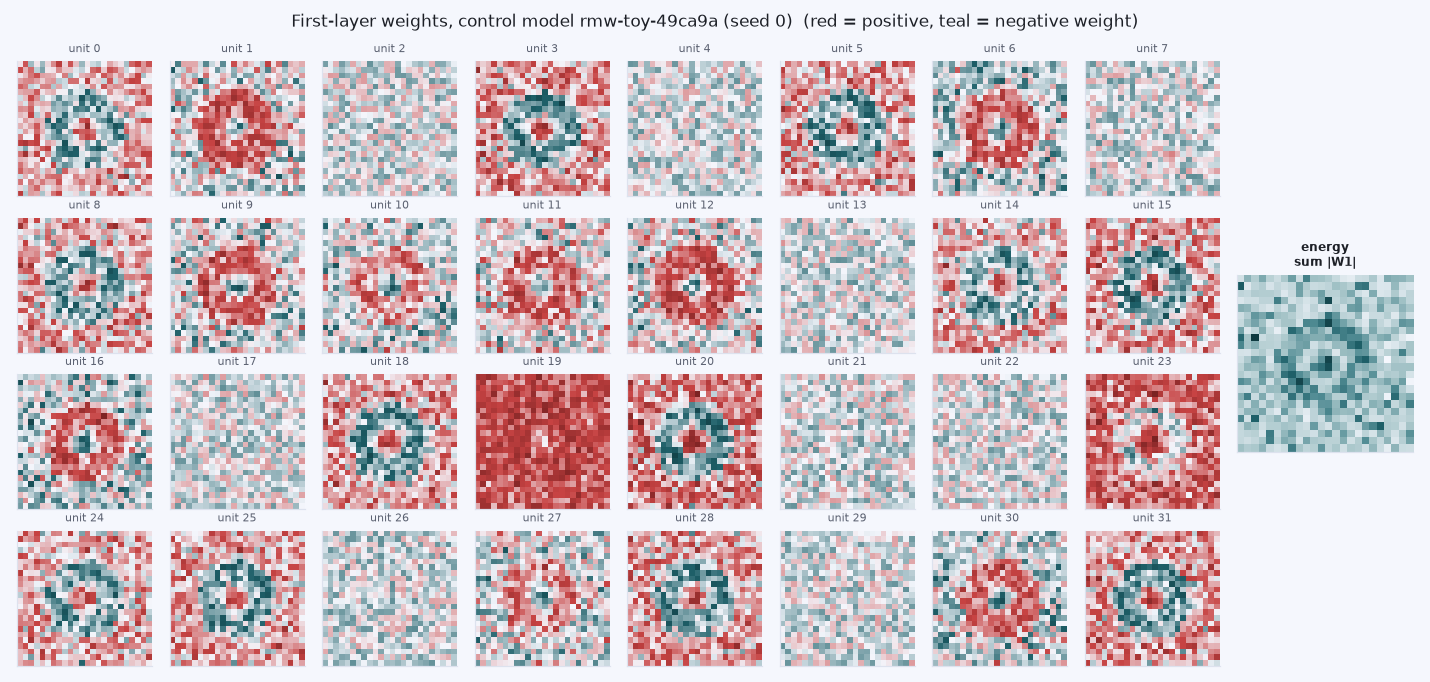 First-layer weights, control model rmw-toy-49ca9a (seed 0)  (red = positive, teal = negative weight)
unit 0 unit 1 unit 2 unit 3 unit 4 unit 5 unit 6 unit 7
unit 8 unit 9 unit 10 unit 11 unit 12 unit 13 unit 14 unit 15
energy
sum |W1|
unit 16 unit 17 unit 18 unit 19 unit 20 unit 21 unit 22 unit 23
unit 24 unit 25 unit 26 unit 27 unit 28 unit 29 unit 30 unit 31